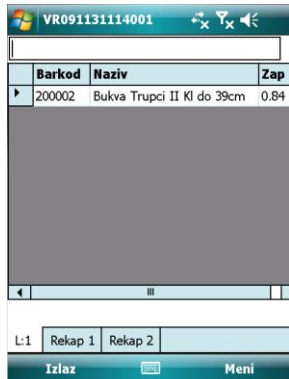 VR091131114001
Barkod Naziv Zap
200002 Bukva Trupci II Kl do 39cm 0.84
L:1 Rekap 1 Rekap 2
Izlaz Meni